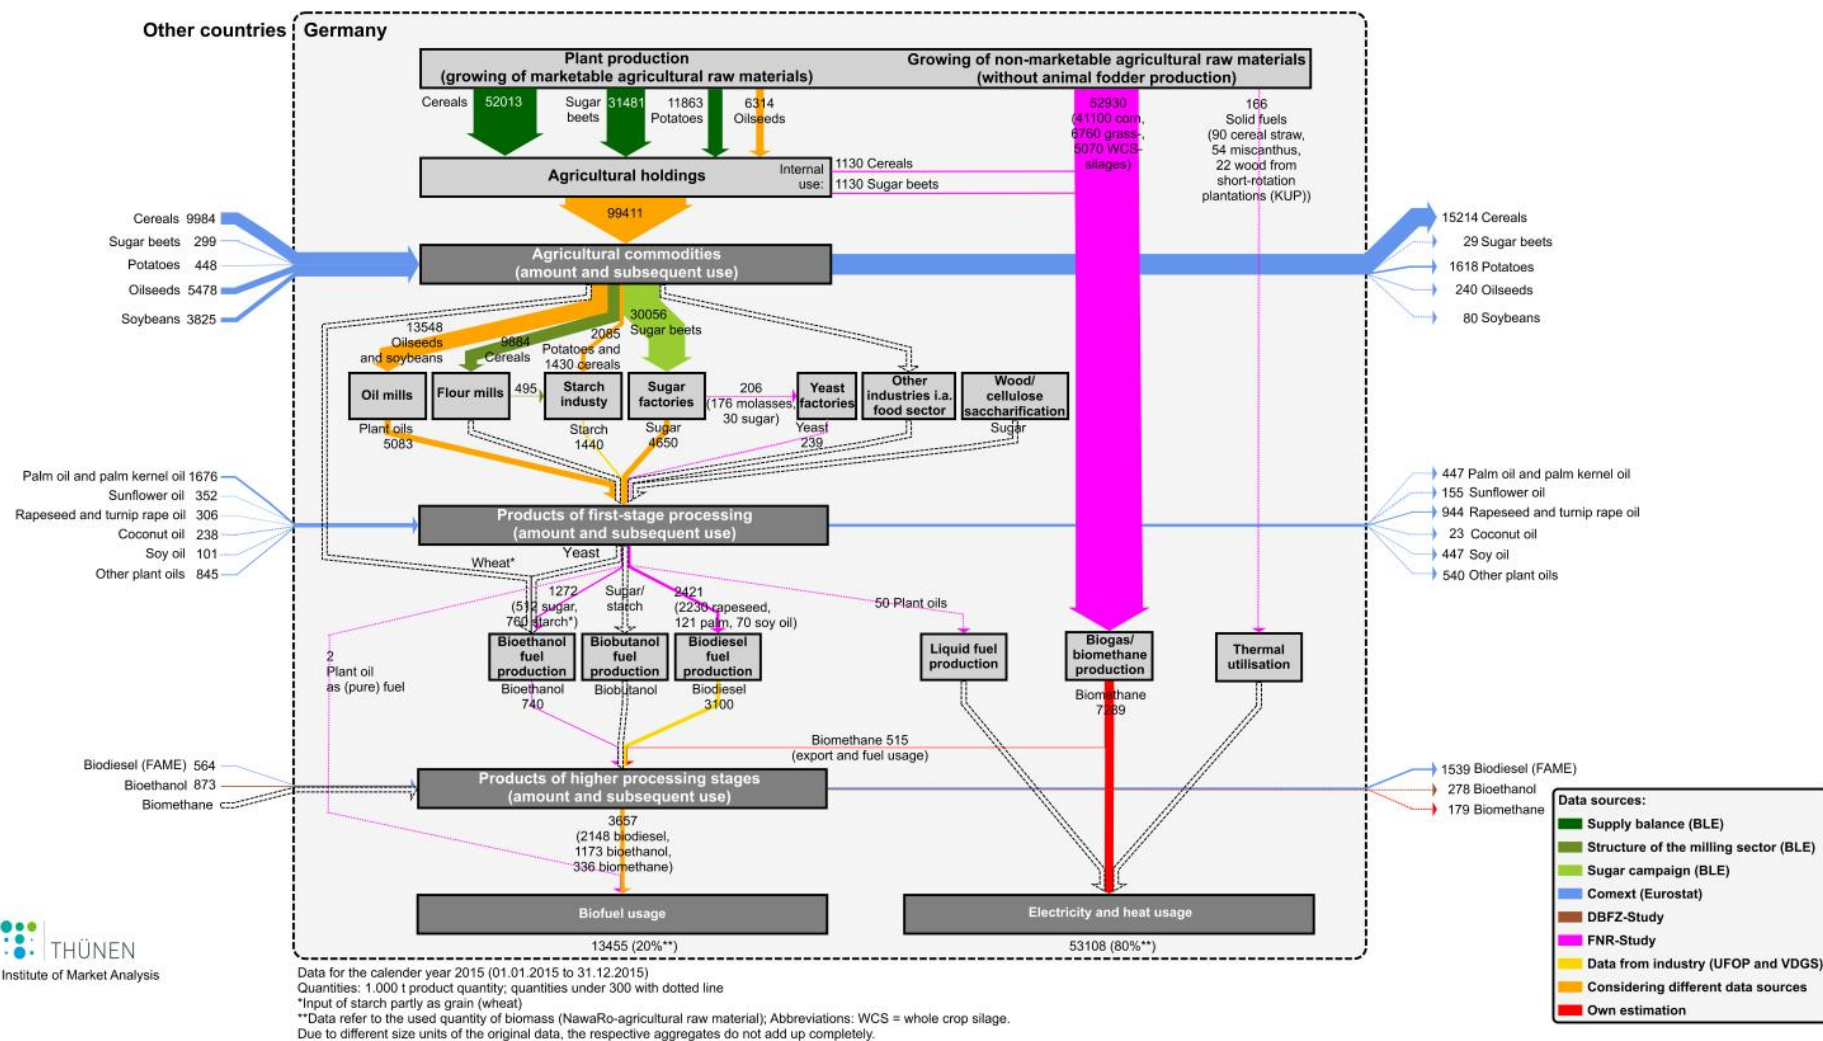 Other countries
Germany
Plant production
(growing of marketable agricultural raw materials)
Growing of non-marketable agricultural raw materials
(without animal fodder production)
Cereals 52013
Sugar beets 31481
11863 Potatoes
6314 Oilseeds
52930
(41100 corn,
6760 grass-,
5070 WCS-
silages)
166
Solid fuels
(90 cereal straw,
54 miscanthus,
22 wood from
short-rotation
plantations (KUP))
Agricultural holdings
Internal
use:
1130 Cereals
1130 Sugar beets
99411
Cereals 9984
Sugar beets 299
Potatoes 448
Oilseeds 5478
Soybeans 3825
Agricultural commodities
(amount and subsequent use)
15214 Cereals
29 Sugar beets
1618 Potatoes
240 Oilseeds
80 Soybeans
13548
Oilseeds
and soybeans
9884
Cereals
2085
Potatoes and
1430 cereals
30056
Sugar beets
Oil mills
Flour mills
495
Starch
industy
Sugar
factories
206
(176 molasses,
30 sugar)
Yeast
factories
Other
industries i.a.
food sector
Wood/
cellulose
saccharification
Plant oils
5083
Starch
1440
Sugar
4650
Yeast
239
Sugar
Palm oil and palm kernel oil 1676
Sunflower oil 352
Rapeseed and turnip rape oil 306
Coconut oil 238
Soy oil 101
Other plant oils 845
Products of first-stage processing
(amount and subsequent use)
447 Palm oil and palm kernel oil
155 Sunflower oil
944 Rapeseed and turnip rape oil
23 Coconut oil
447 Soy oil
540 Other plant oils
Wheat*
Yeast
1272
(512 sugar,
760 starch*)
Sugar/
starch
2421
(2230 rapeseed,
121 palm, 70 soy oil)
50 Plant oils
2
Plant oil
as (pure) fuel
Bioethanol
fuel
production
Biobutanol
fuel
production
Biodiesel
fuel
production
Liquid fuel
production
Biogas/
biomethane
production
Thermal
utilisation
Bioethanol
740
Biobutanol
Biodiesel
3100
Biomethane
7289
Biomethane 515
(export and fuel usage)
Biodiesel (FAME) 564
Bioethanol 873
Biomethane
Products of higher processing stages
(amount and subsequent use)
1539 Biodiesel (FAME)
278 Bioethanol
179 Biomethane
3657
(2148 biodiesel,
1173 bioethanol,
336 biomethane)
Biofuel usage
Electricity and heat usage
13455 (20%**)
53108 (80%**)
Data sources:
Supply balance (BLE)
Structure of the milling sector (BLE)
Sugar campaign (BLE)
Comext (Eurostat)
DBFZ-Study
FNR-Study
Data from industry (UFOP and VDGS)
Considering different data sources
Own estimation
THÜNEN
Institute of Market Analysis
Data for the calender year 2015 (01.01.2015 to 31.12.2015)
Quantities: 1.000 t product quantity; quantities under 300 with dotted line
*Input of starch partly as grain (wheat)
**Data refer to the used quantity of biomass (NawaRo-agricultural raw material); Abbreviations: WCS = whole crop silage.
Due to different size units of the original data, the respective aggregates do not add up completely.